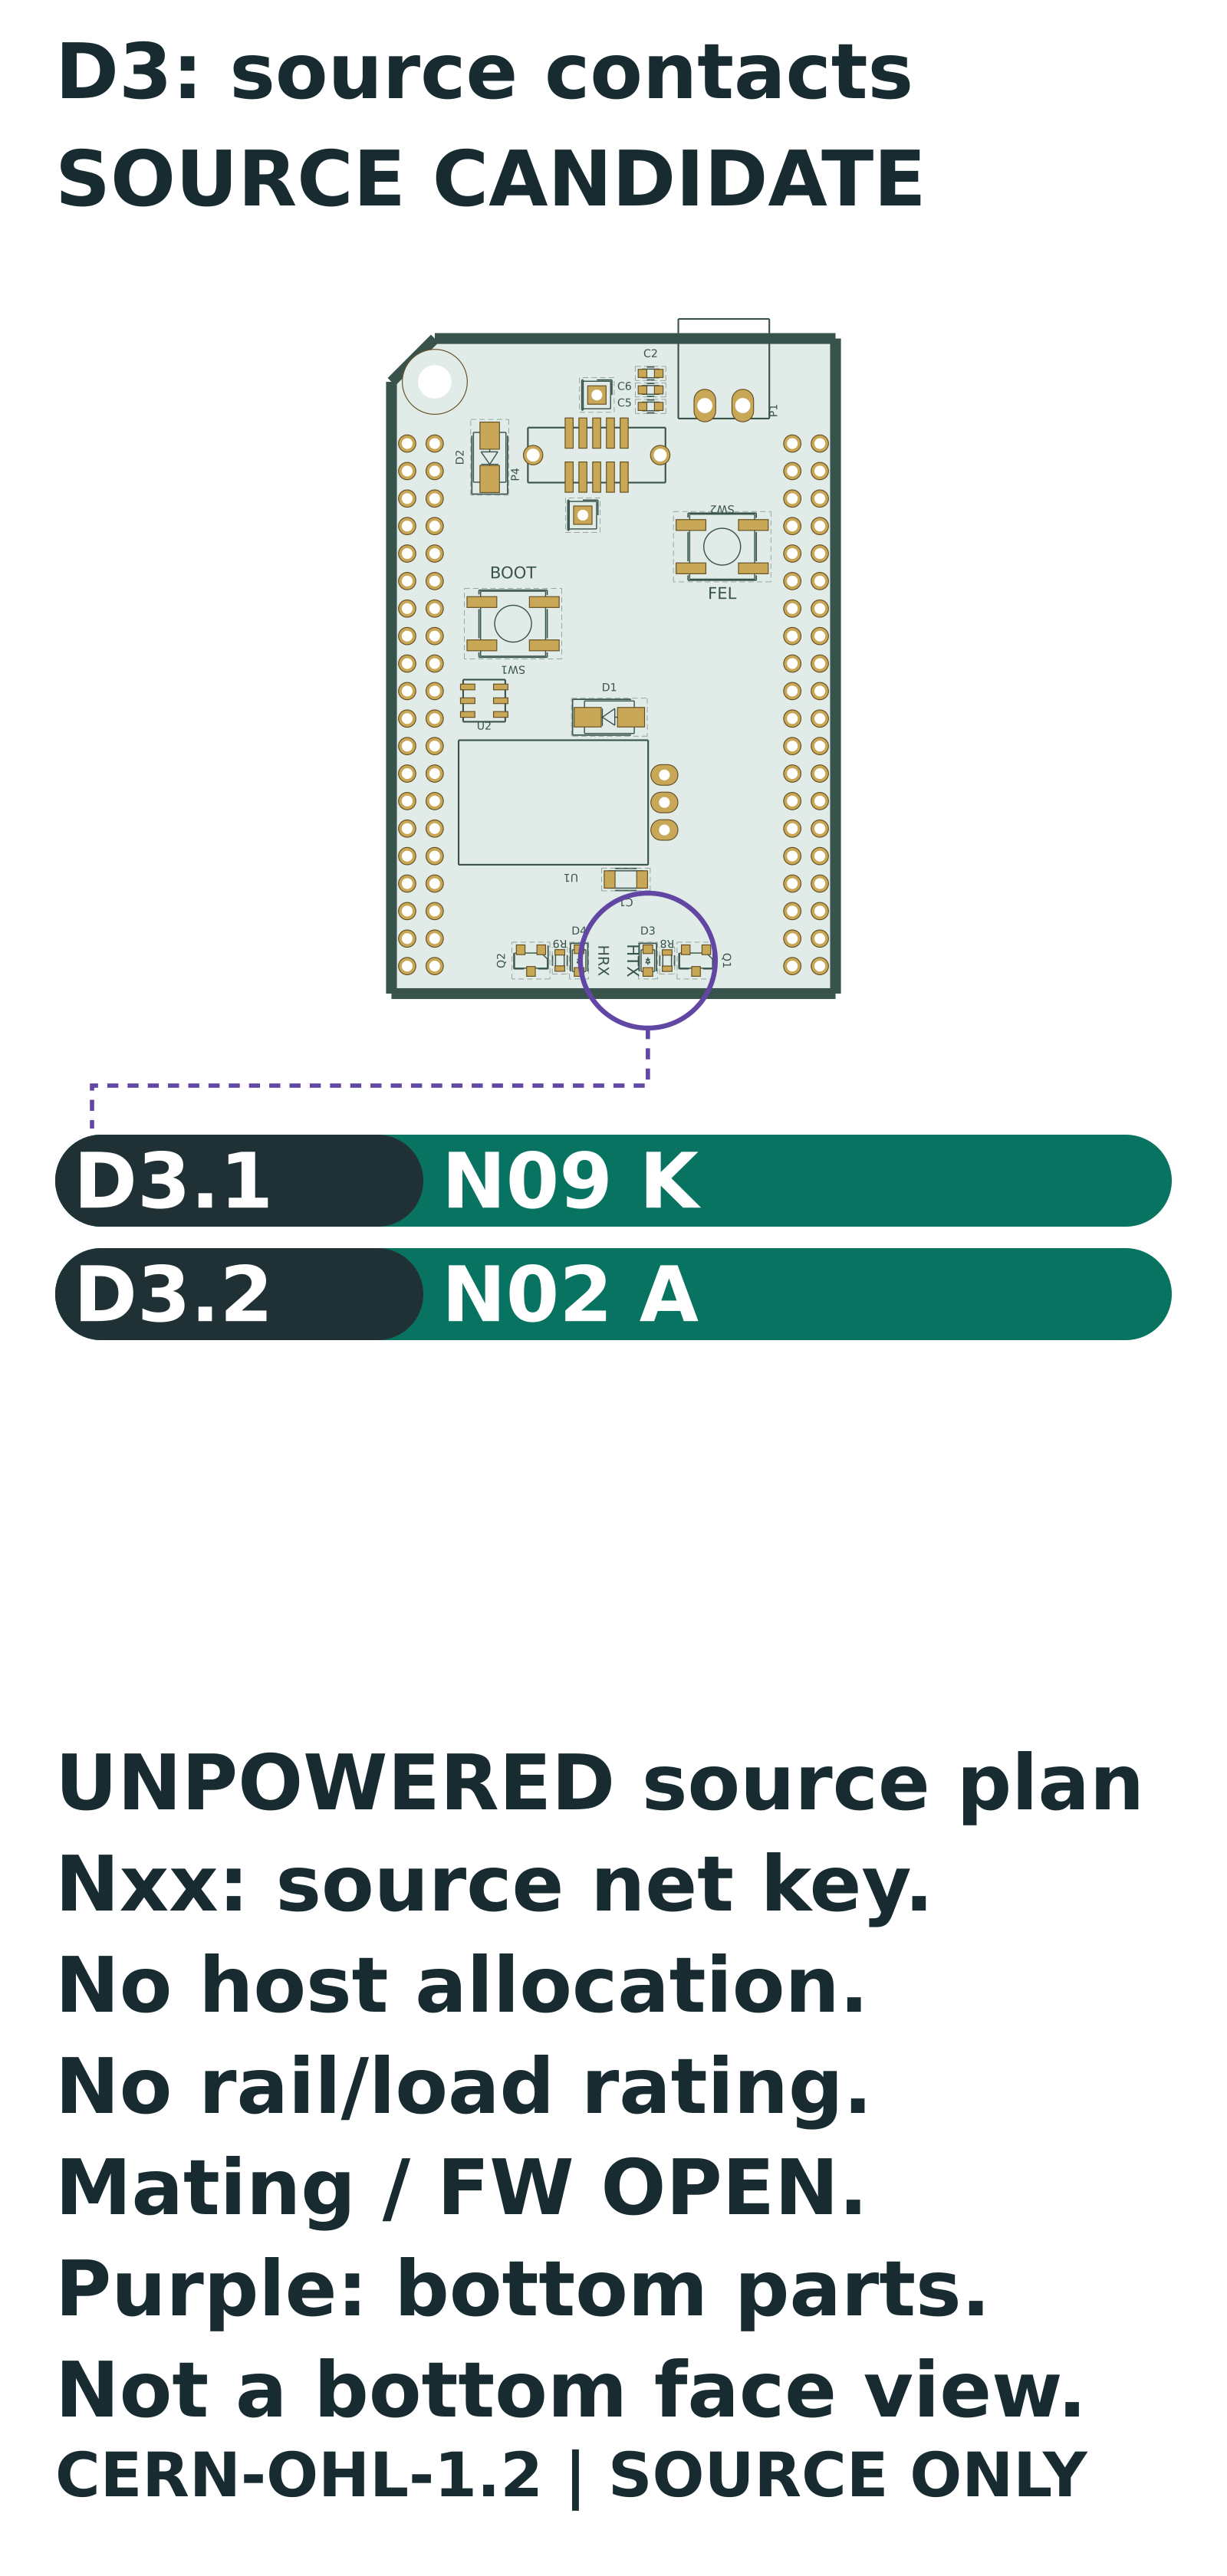 D3: source contacts
SOURCE CANDIDATE
C2
C6
C5
P1
D2
P4
SW2
BOOT
FEL
SW1
D1
U2
U1
C1
D4
D3
R9
R8
Q2
HRX
HTX
Q1
D3.1 N09 K
D3.2 N02 A
UNPOWERED source plan
Nxx: source net key.
No host allocation.
No rail/load rating.
Mating / FW OPEN.
Purple: bottom parts.
Not a bottom face view.
CERN-OHL-1.2 | SOURCE ONLY